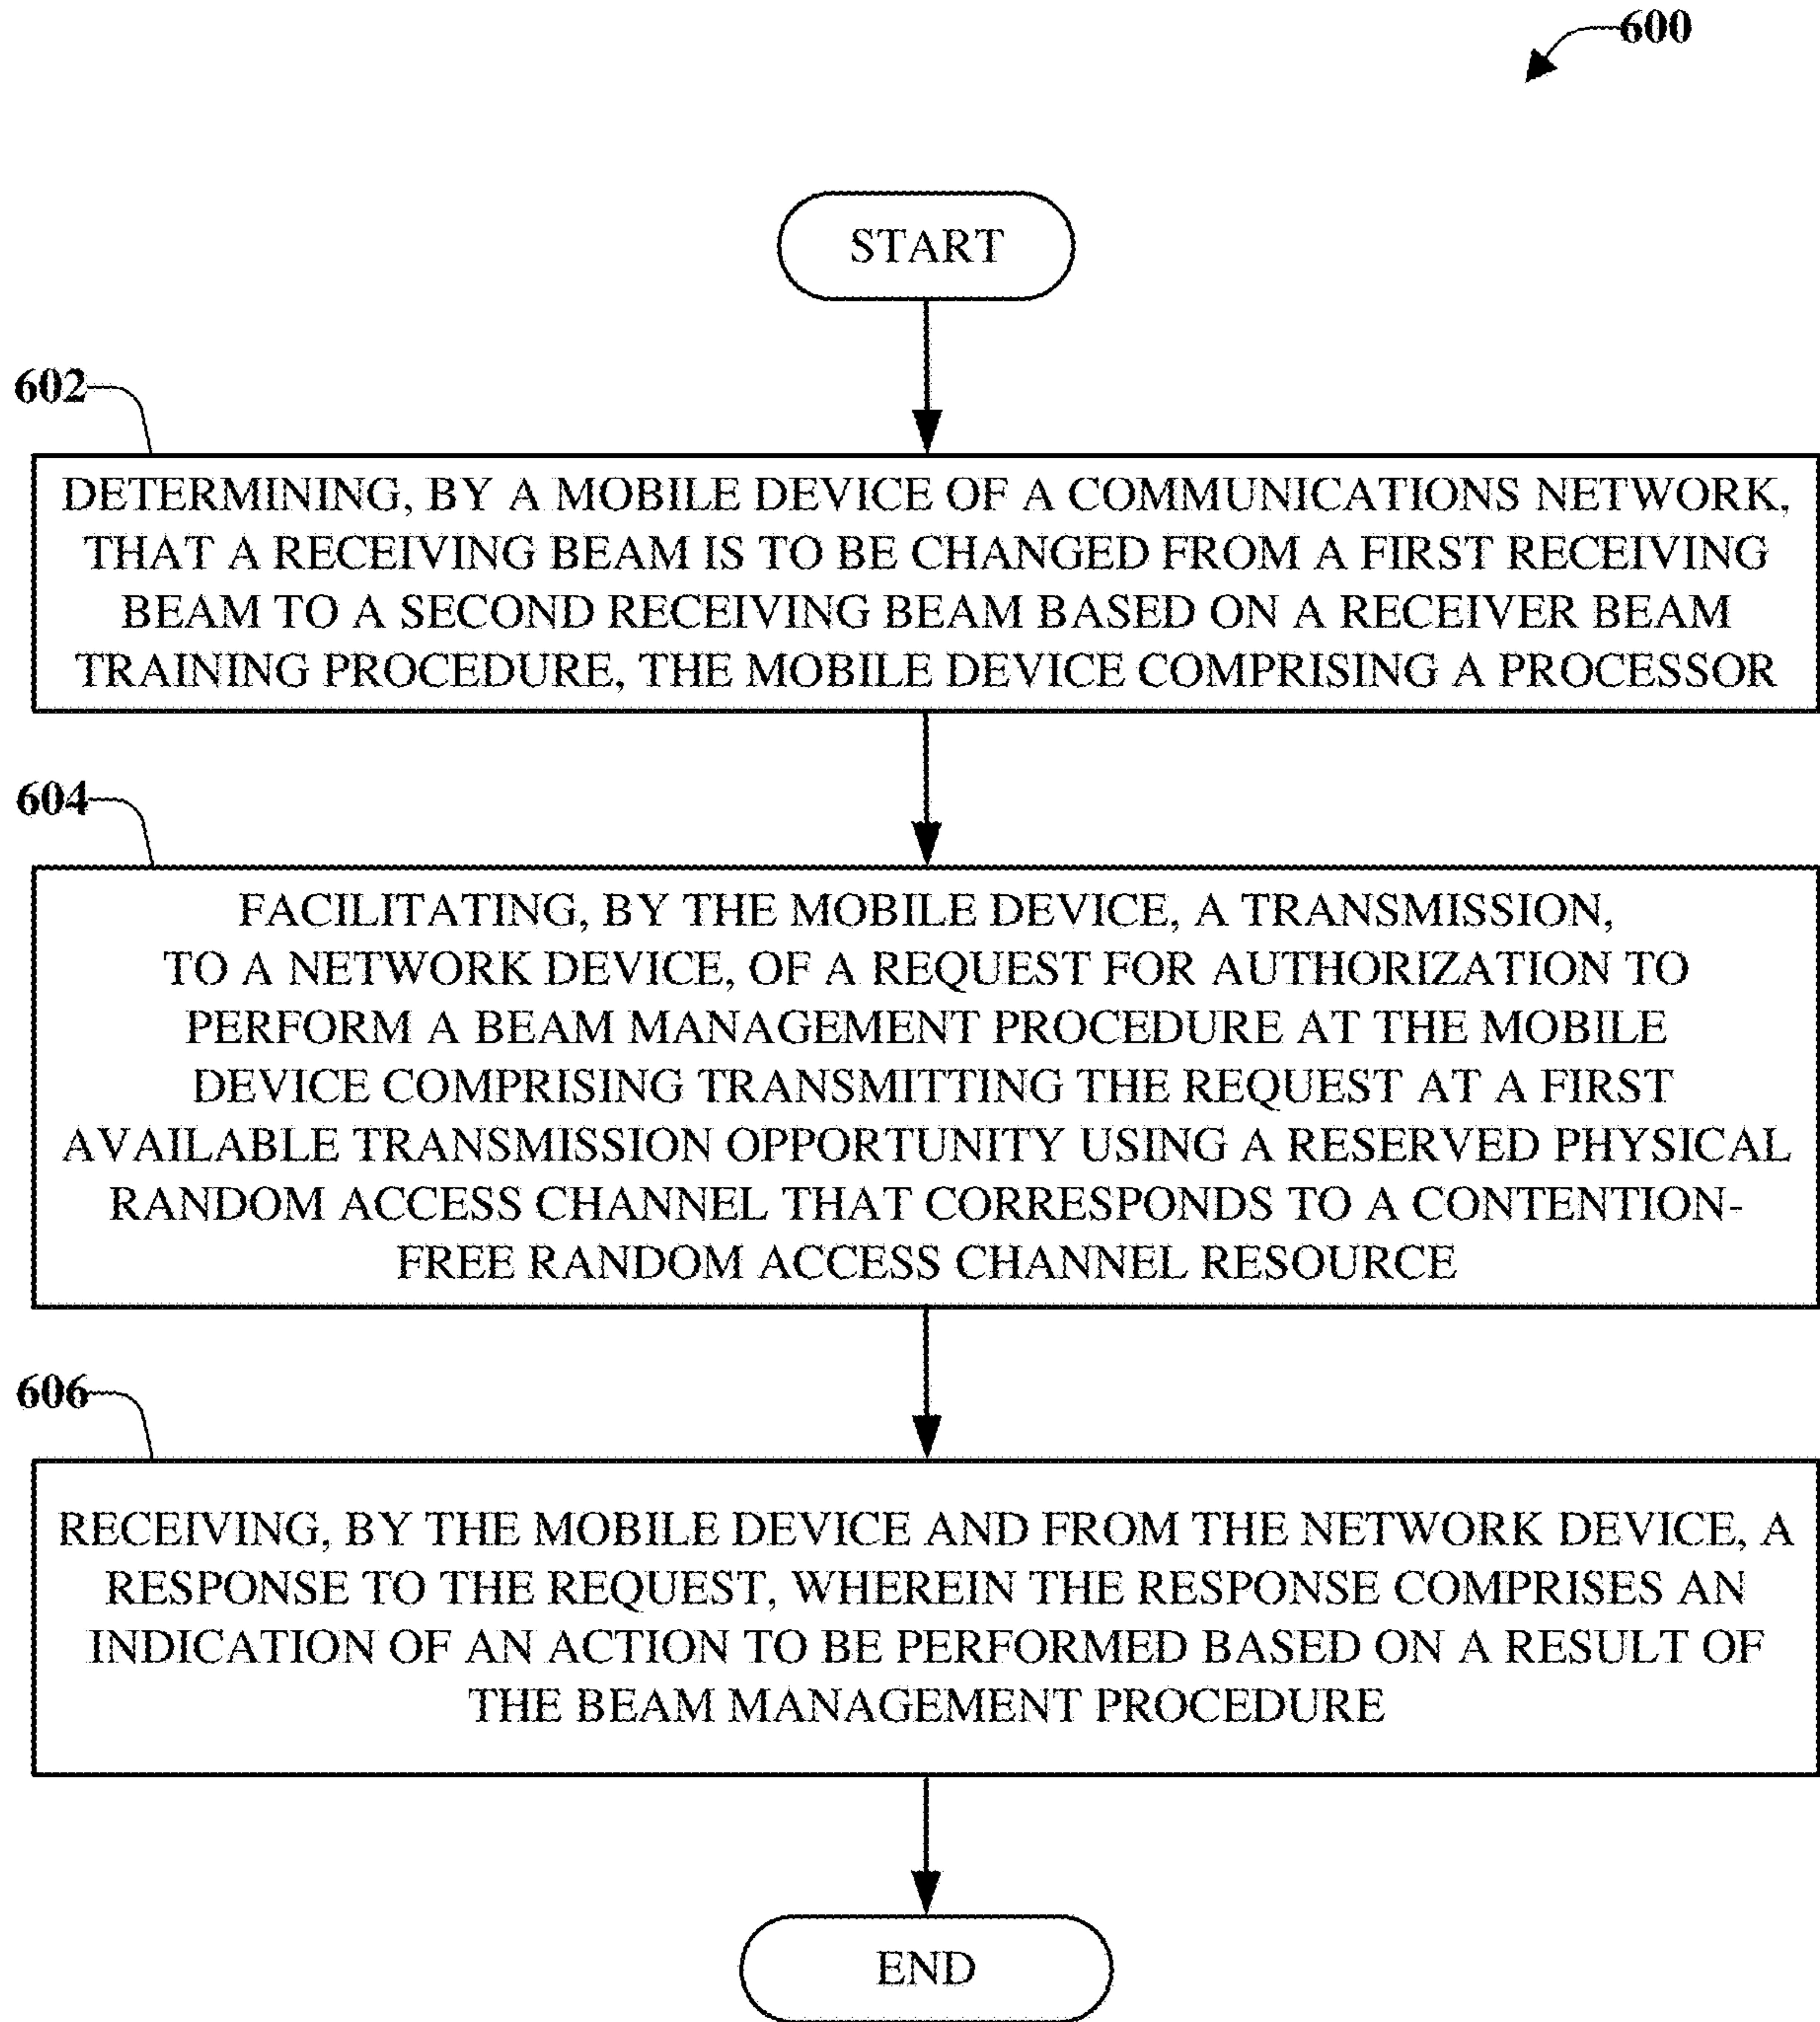 600
START
602
DETERMINING, BY A MOBILE DEVICE OF A COMMUNICATIONS NETWORK,
THAT A RECEIVING BEAM IS TO BE CHANGED FROM A FIRST RECEIVING
BEAM TO A SECOND RECEIVING BEAM BASED ON A RECEIVER BEAM
TRAINING PROCEDURE, THE MOBILE DEVICE COMPRISING A PROCESSOR
604
FACILITATING, BY THE MOBILE DEVICE, A TRANSMISSION,
TO A NETWORK DEVICE, OF A REQUEST FOR AUTHORIZATION TO
PERFORM A BEAM MANAGEMENT PROCEDURE AT THE MOBILE
DEVICE COMPRISING TRANSMITTING THE REQUEST AT A FIRST
AVAILABLE TRANSMISSION OPPORTUNITY USING A RESERVED PHYSICAL
RANDOM ACCESS CHANNEL THAT CORRESPONDS TO A CONTENTION-
FREE RANDOM ACCESS CHANNEL RESOURCE
606
RECEIVING, BY THE MOBILE DEVICE AND FROM THE NETWORK DEVICE, A
RESPONSE TO THE REQUEST, WHEREIN THE RESPONSE COMPRISES AN
INDICATION OF AN ACTION TO BE PERFORMED BASED ON A RESULT OF
THE BEAM MANAGEMENT PROCEDURE
END